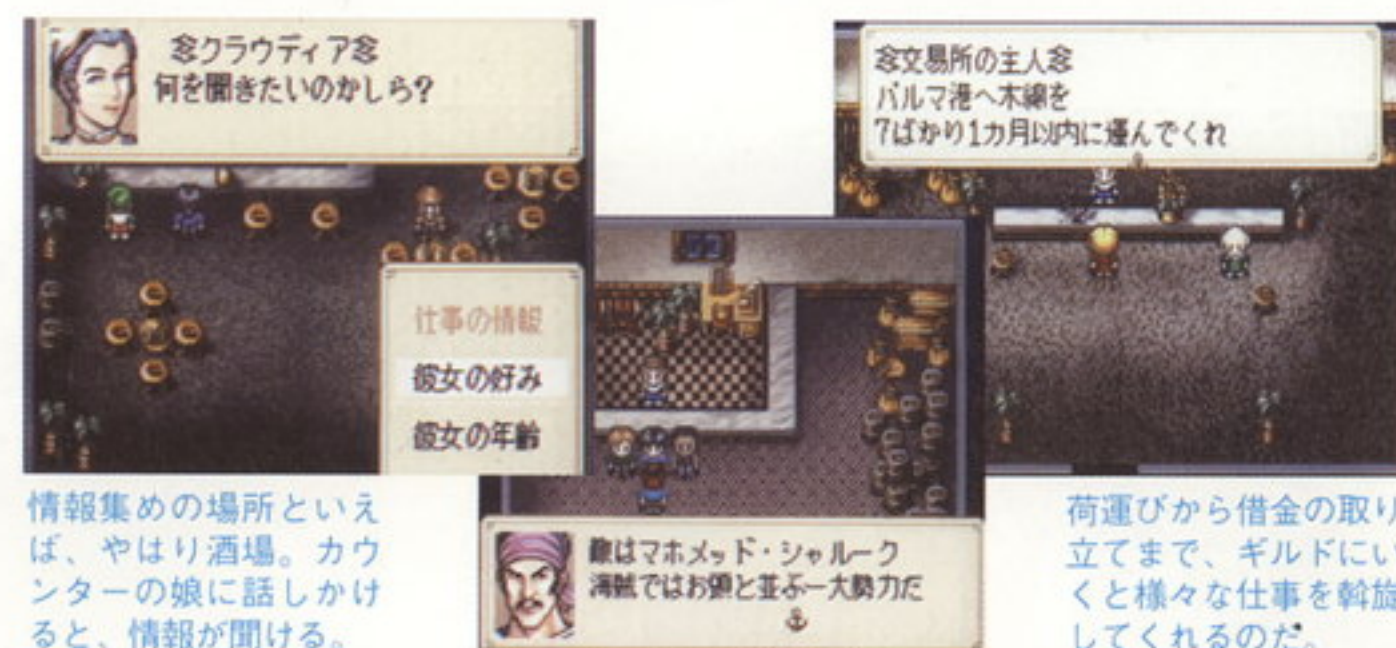 クラウディア
何を聞きたいのかしら?
仕事の情報
彼女の好み
彼女の年齢
交易所の主人
パルマ港へ木綿を
7ばかり1カ月以内に運んでくれ
はマホメッド・シャルーク
海賊ではお頭と並ぶ一大勢力だ
情報集めの場所といえ
ば、やはり酒場。カウ
ンターの娘に話しかけ
ると、情報が聞ける。
荷運びから借金の取り
立てまで、ギルドにい
くと様々な仕事を斡旋
してくれるのだ。